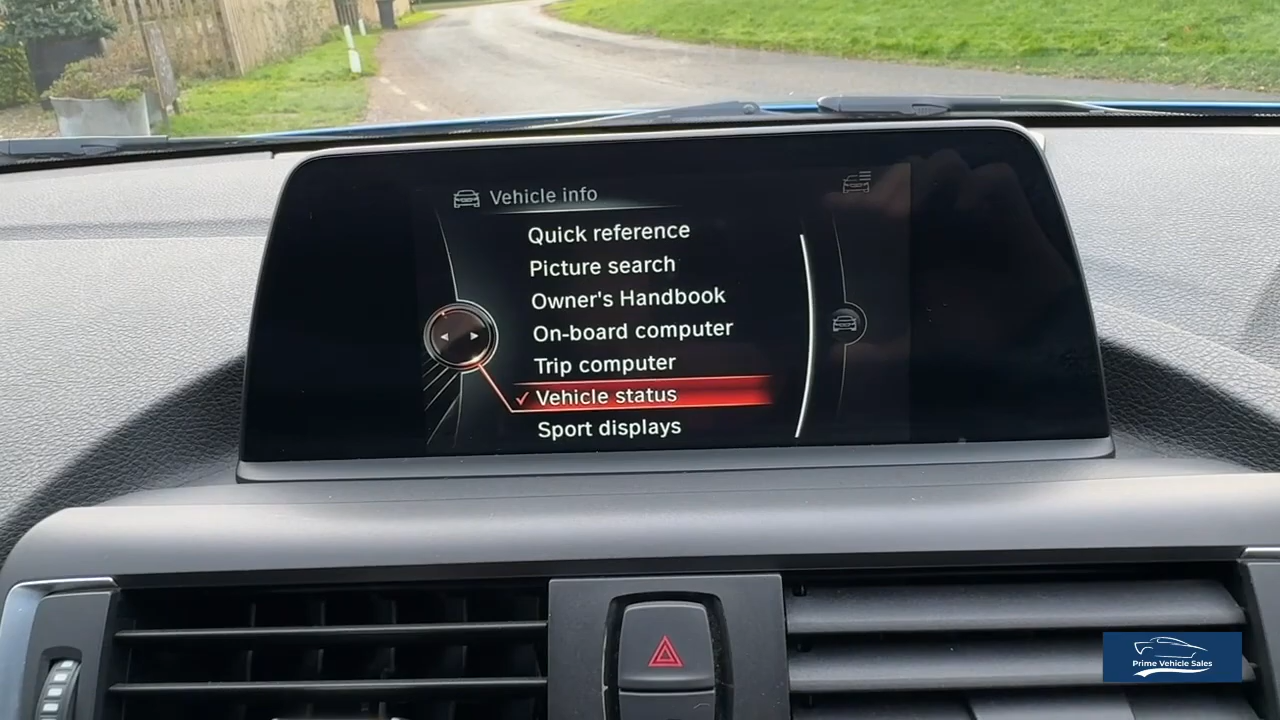 Vehicle info
Quick reference
Picture search
Owner's Handbook
On-board computer
Trip computer
✓ Vehicle status
Sport displays
Prime Vehicle Sales